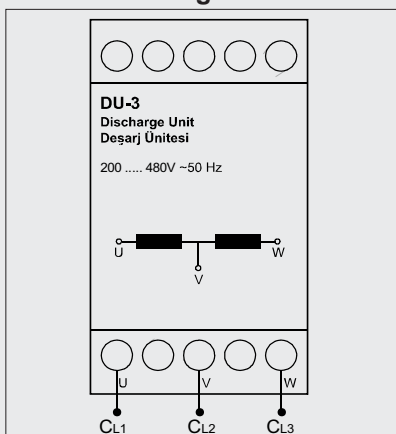 DU-3
Discharge Unit
Deşarj Ünitesi
200 ..... 480V ~50 Hz
U W
V
U V W
CL1 CL2 CL3